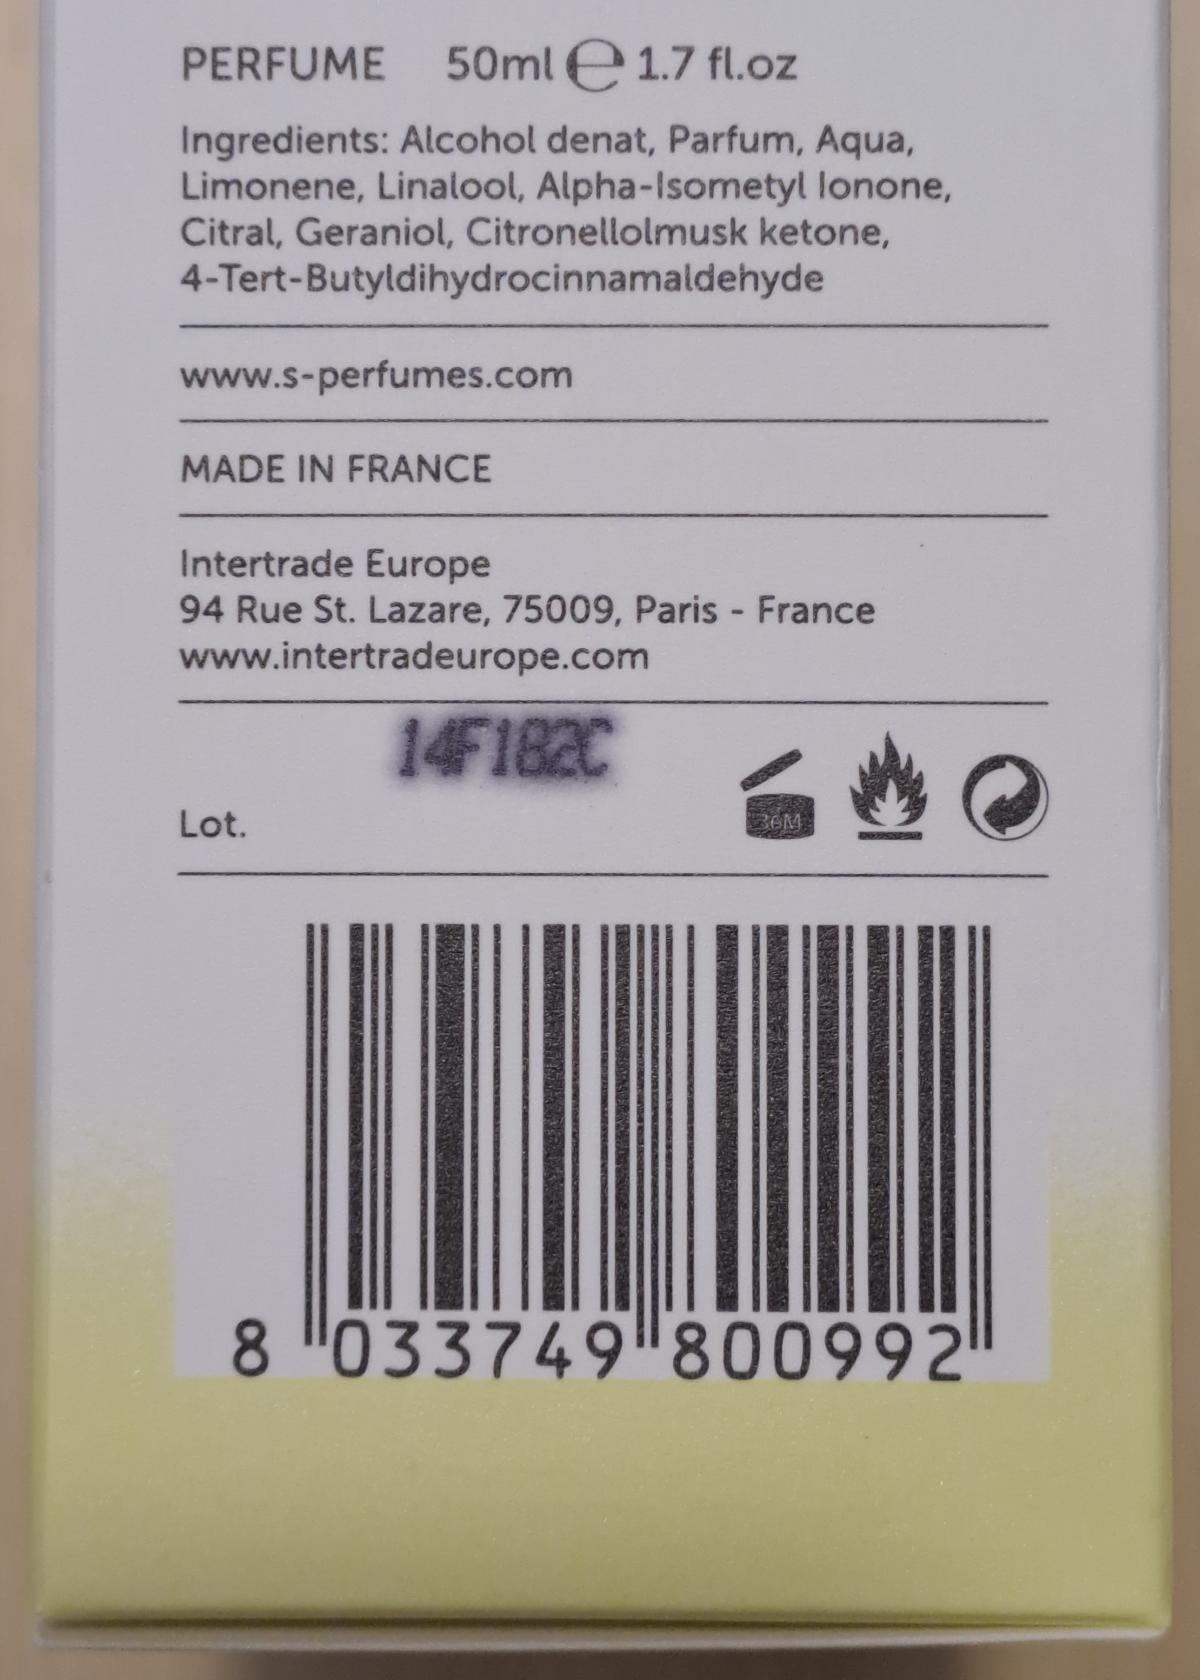 PERFUME 50ml ℮ 1.7 fl.oz
Ingredients: Alcohol denat, Parfum, Aqua,
Limonene, Linalool, Alpha-Isometyl Ionone,
Citral, Geraniol, Citronellolmusk ketone,
4-Tert-Butyldihydrocinnamaldehyde
www.s-perfumes.com
MADE IN FRANCE
Intertrade Europe
94 Rue St. Lazare, 75009, Paris - France
www.intertradeurope.com
14F182C
Lot.
36M
8 033749 800992